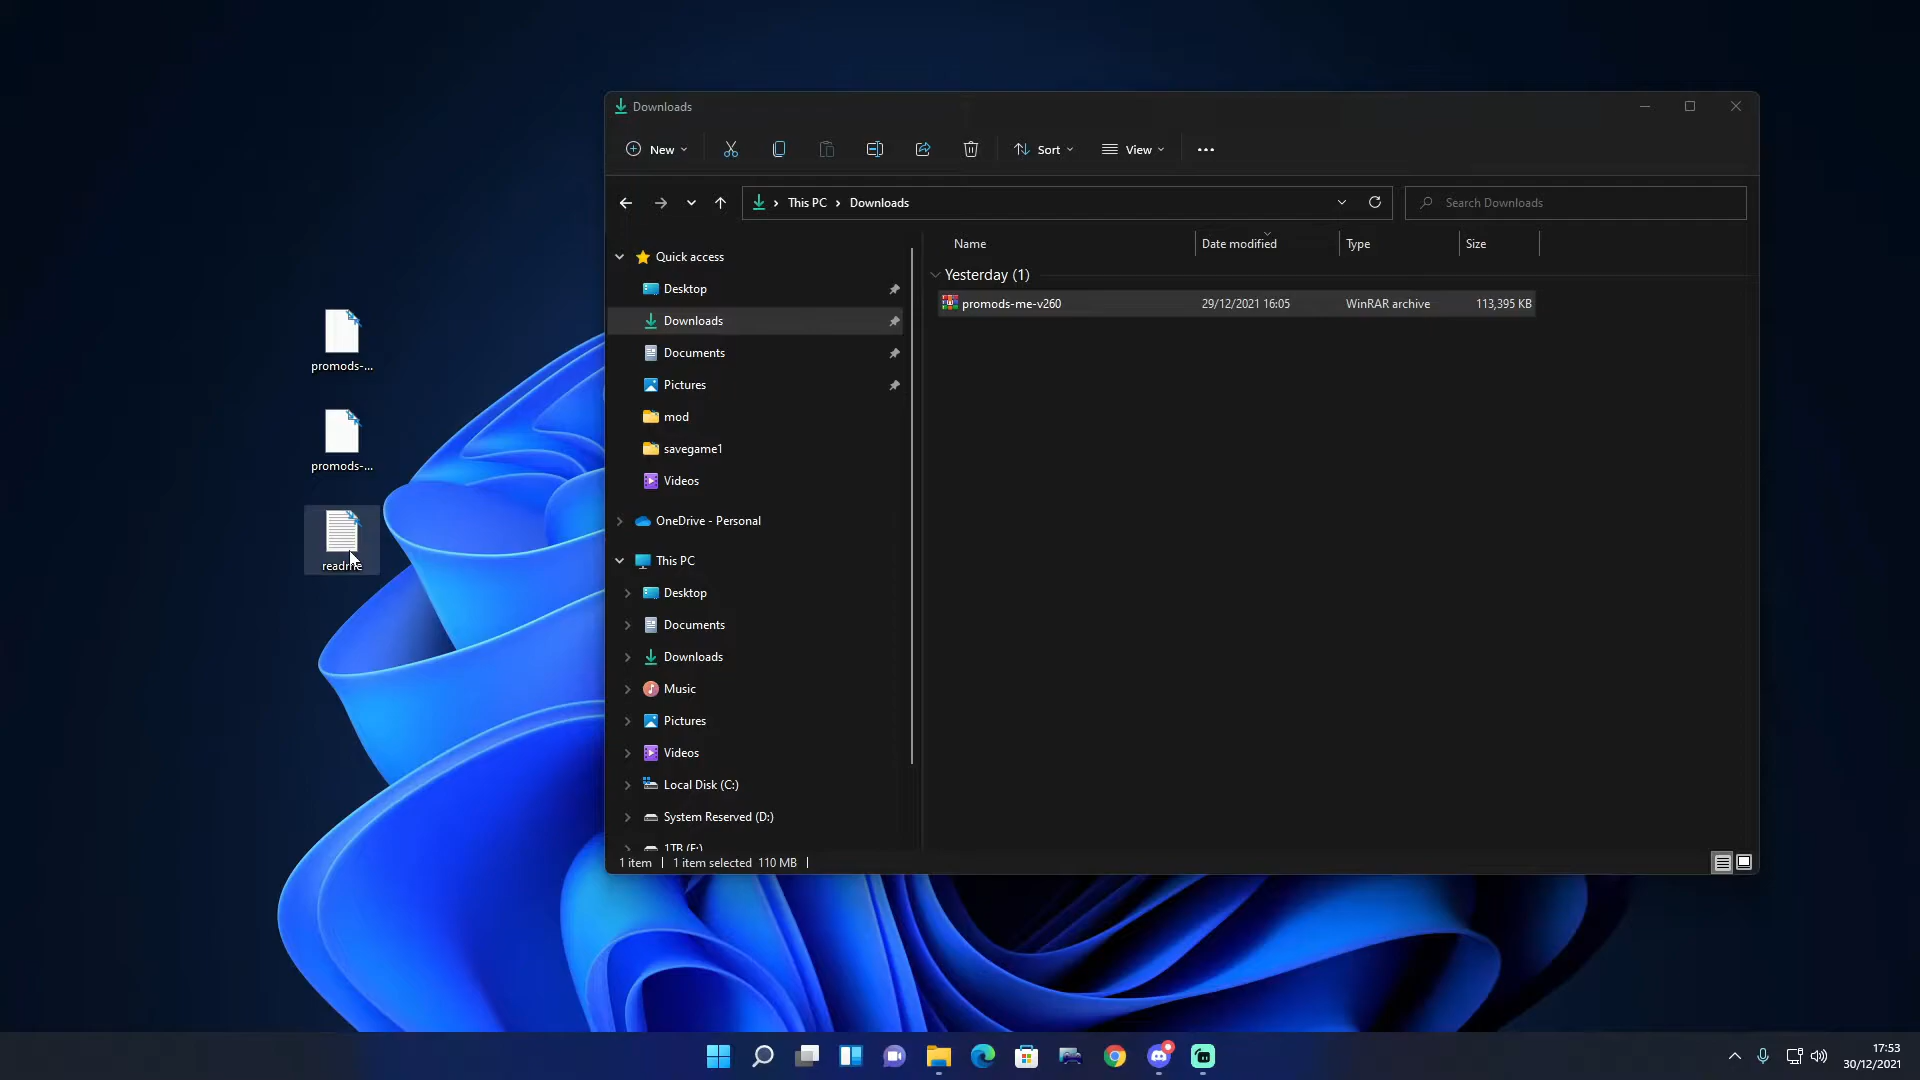 Downloads
New
Sort
View
This PC
Downloads
Search Downloads
Name
Date modified
Type
Size
Yesterday (1)
promods-me-v260
29/12/2021 16:05
WinRAR archive
113,395 KB
Quick access
Desktop
Downloads
Documents
Pictures
mod
savegame1
Videos
OneDrive - Personal
This PC
Desktop
Documents
Downloads
Music
Pictures
Videos
Local Disk (C:)
System Reserved (D:)
1 item
1 item selected 110 MB
promods-...
promods-...
readme
17:53
30/12/2021